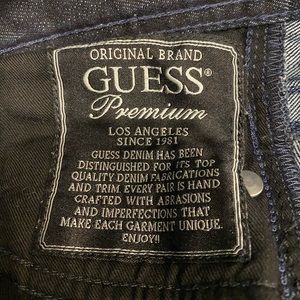 ORIGINAL BRAND
GUESS®
Premium
LOS ANGELES
SINCE 1981
GUESS DENIM HAS BEEN
DISTINGUISHED FOR ITS TOP
QUALITY DENIM FABRICATIONS
AND TRIM. EVERY PAIR IS HAND
CRAFTED WITH ABRASIONS
AND IMPERFECTIONS THAT
MAKE EACH GARMENT UNIQUE.
ENJOY!!